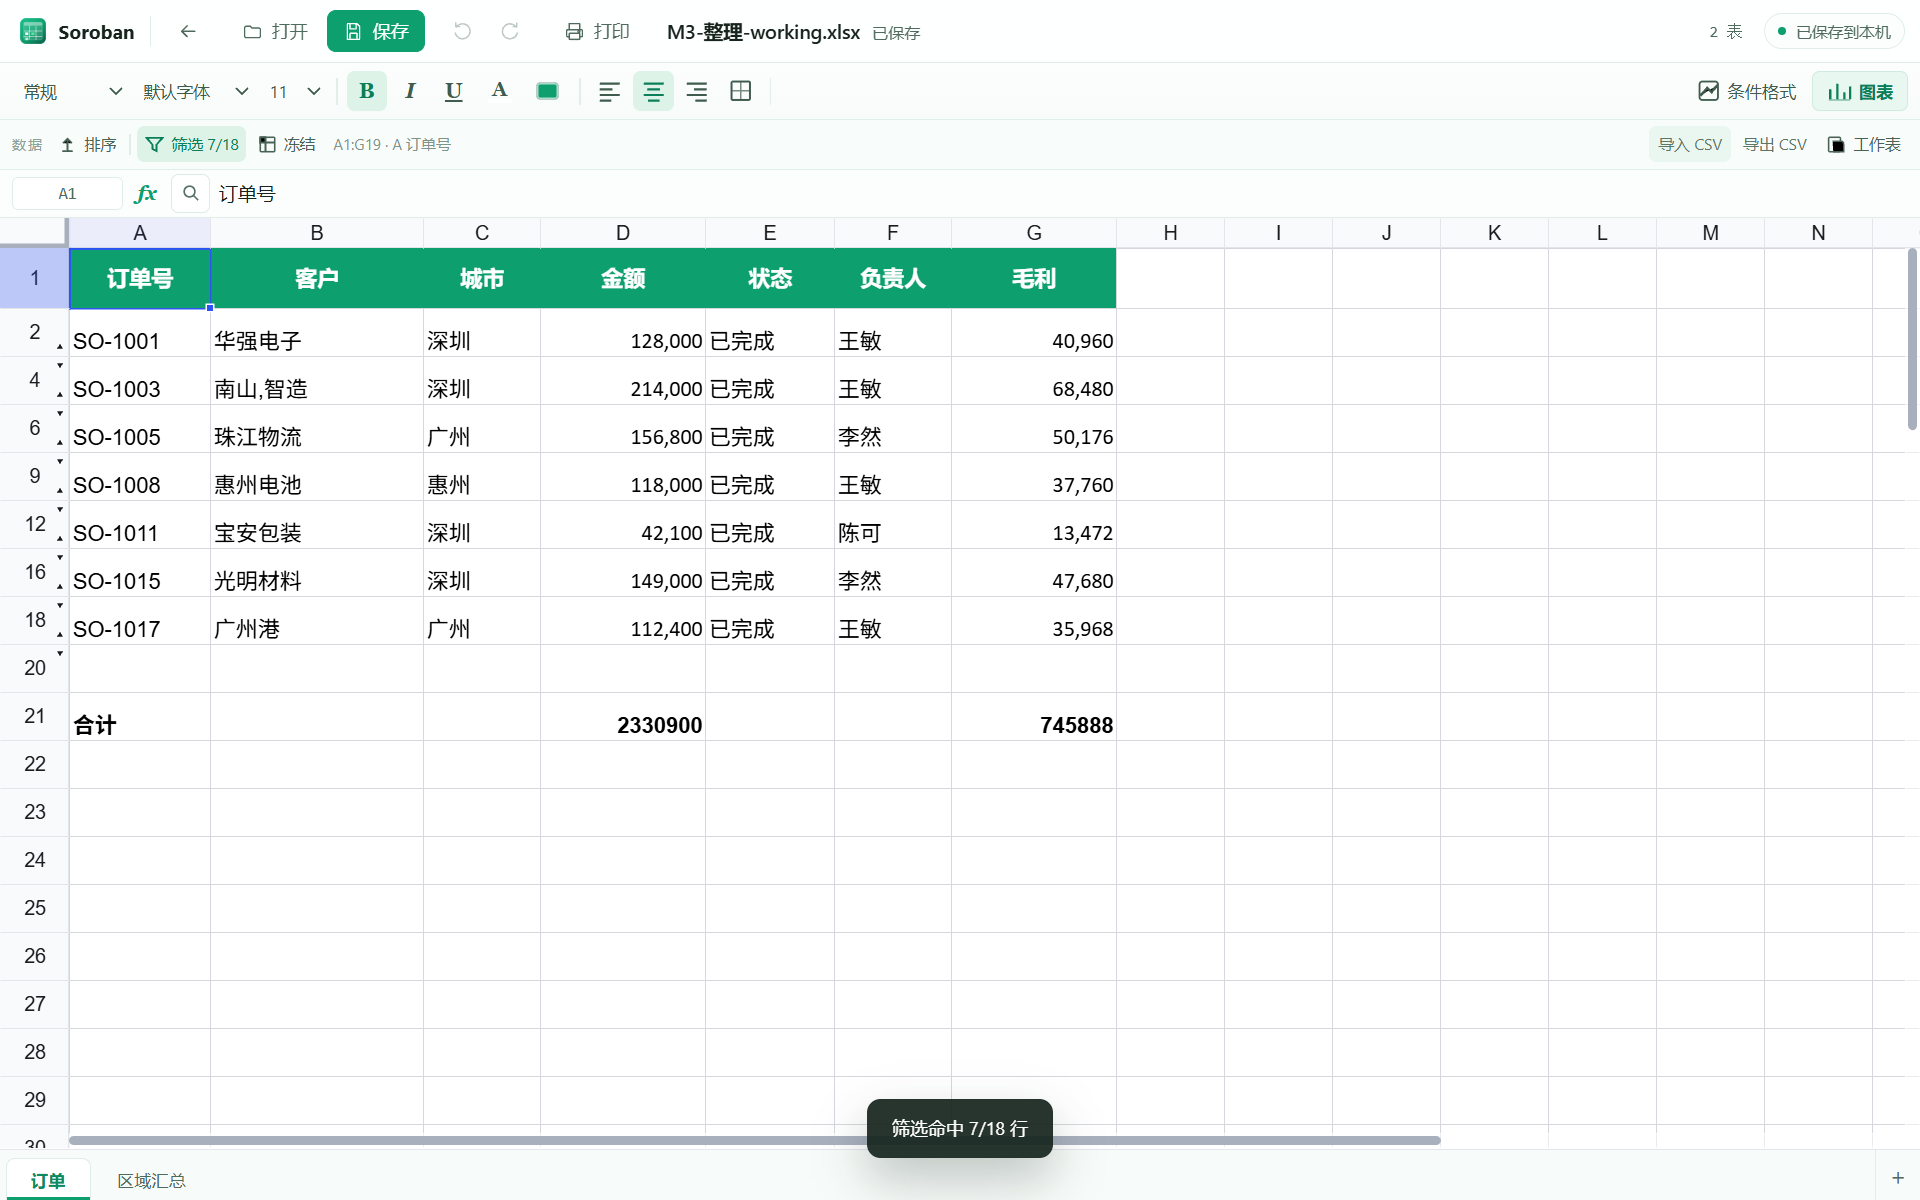 Soroban
打开
保存
打印
M3-整理-working.xlsx 已保存
2 表
已保存到本机
常规
默认字体
11
B I U A
条件格式
图表
数据
排序
筛选 7/18
冻结
A1:G19 · A 订单号
导入 CSV
导出 CSV
工作表
A1
fx
订单号
A B C D E F G H I J K L M N
1 订单号 客户 城市 金额 状态 负责人 毛利
2 SO-1001 华强电子 深圳 128,000 已完成 王敏 40,960
4 SO-1003 南山,智造 深圳 214,000 已完成 王敏 68,480
6 SO-1005 珠江物流 广州 156,800 已完成 李然 50,176
9 SO-1008 惠州电池 惠州 118,000 已完成 王敏 37,760
12 SO-1011 宝安包装 深圳 42,100 已完成 陈可 13,472
16 SO-1015 光明材料 深圳 149,000 已完成 李然 47,680
18 SO-1017 广州港 广州 112,400 已完成 王敏 35,968
20
21 合计 2330900 745888
22
23
24
25
26
27
28
29
30
筛选命中 7/18 行
订单
区域汇总